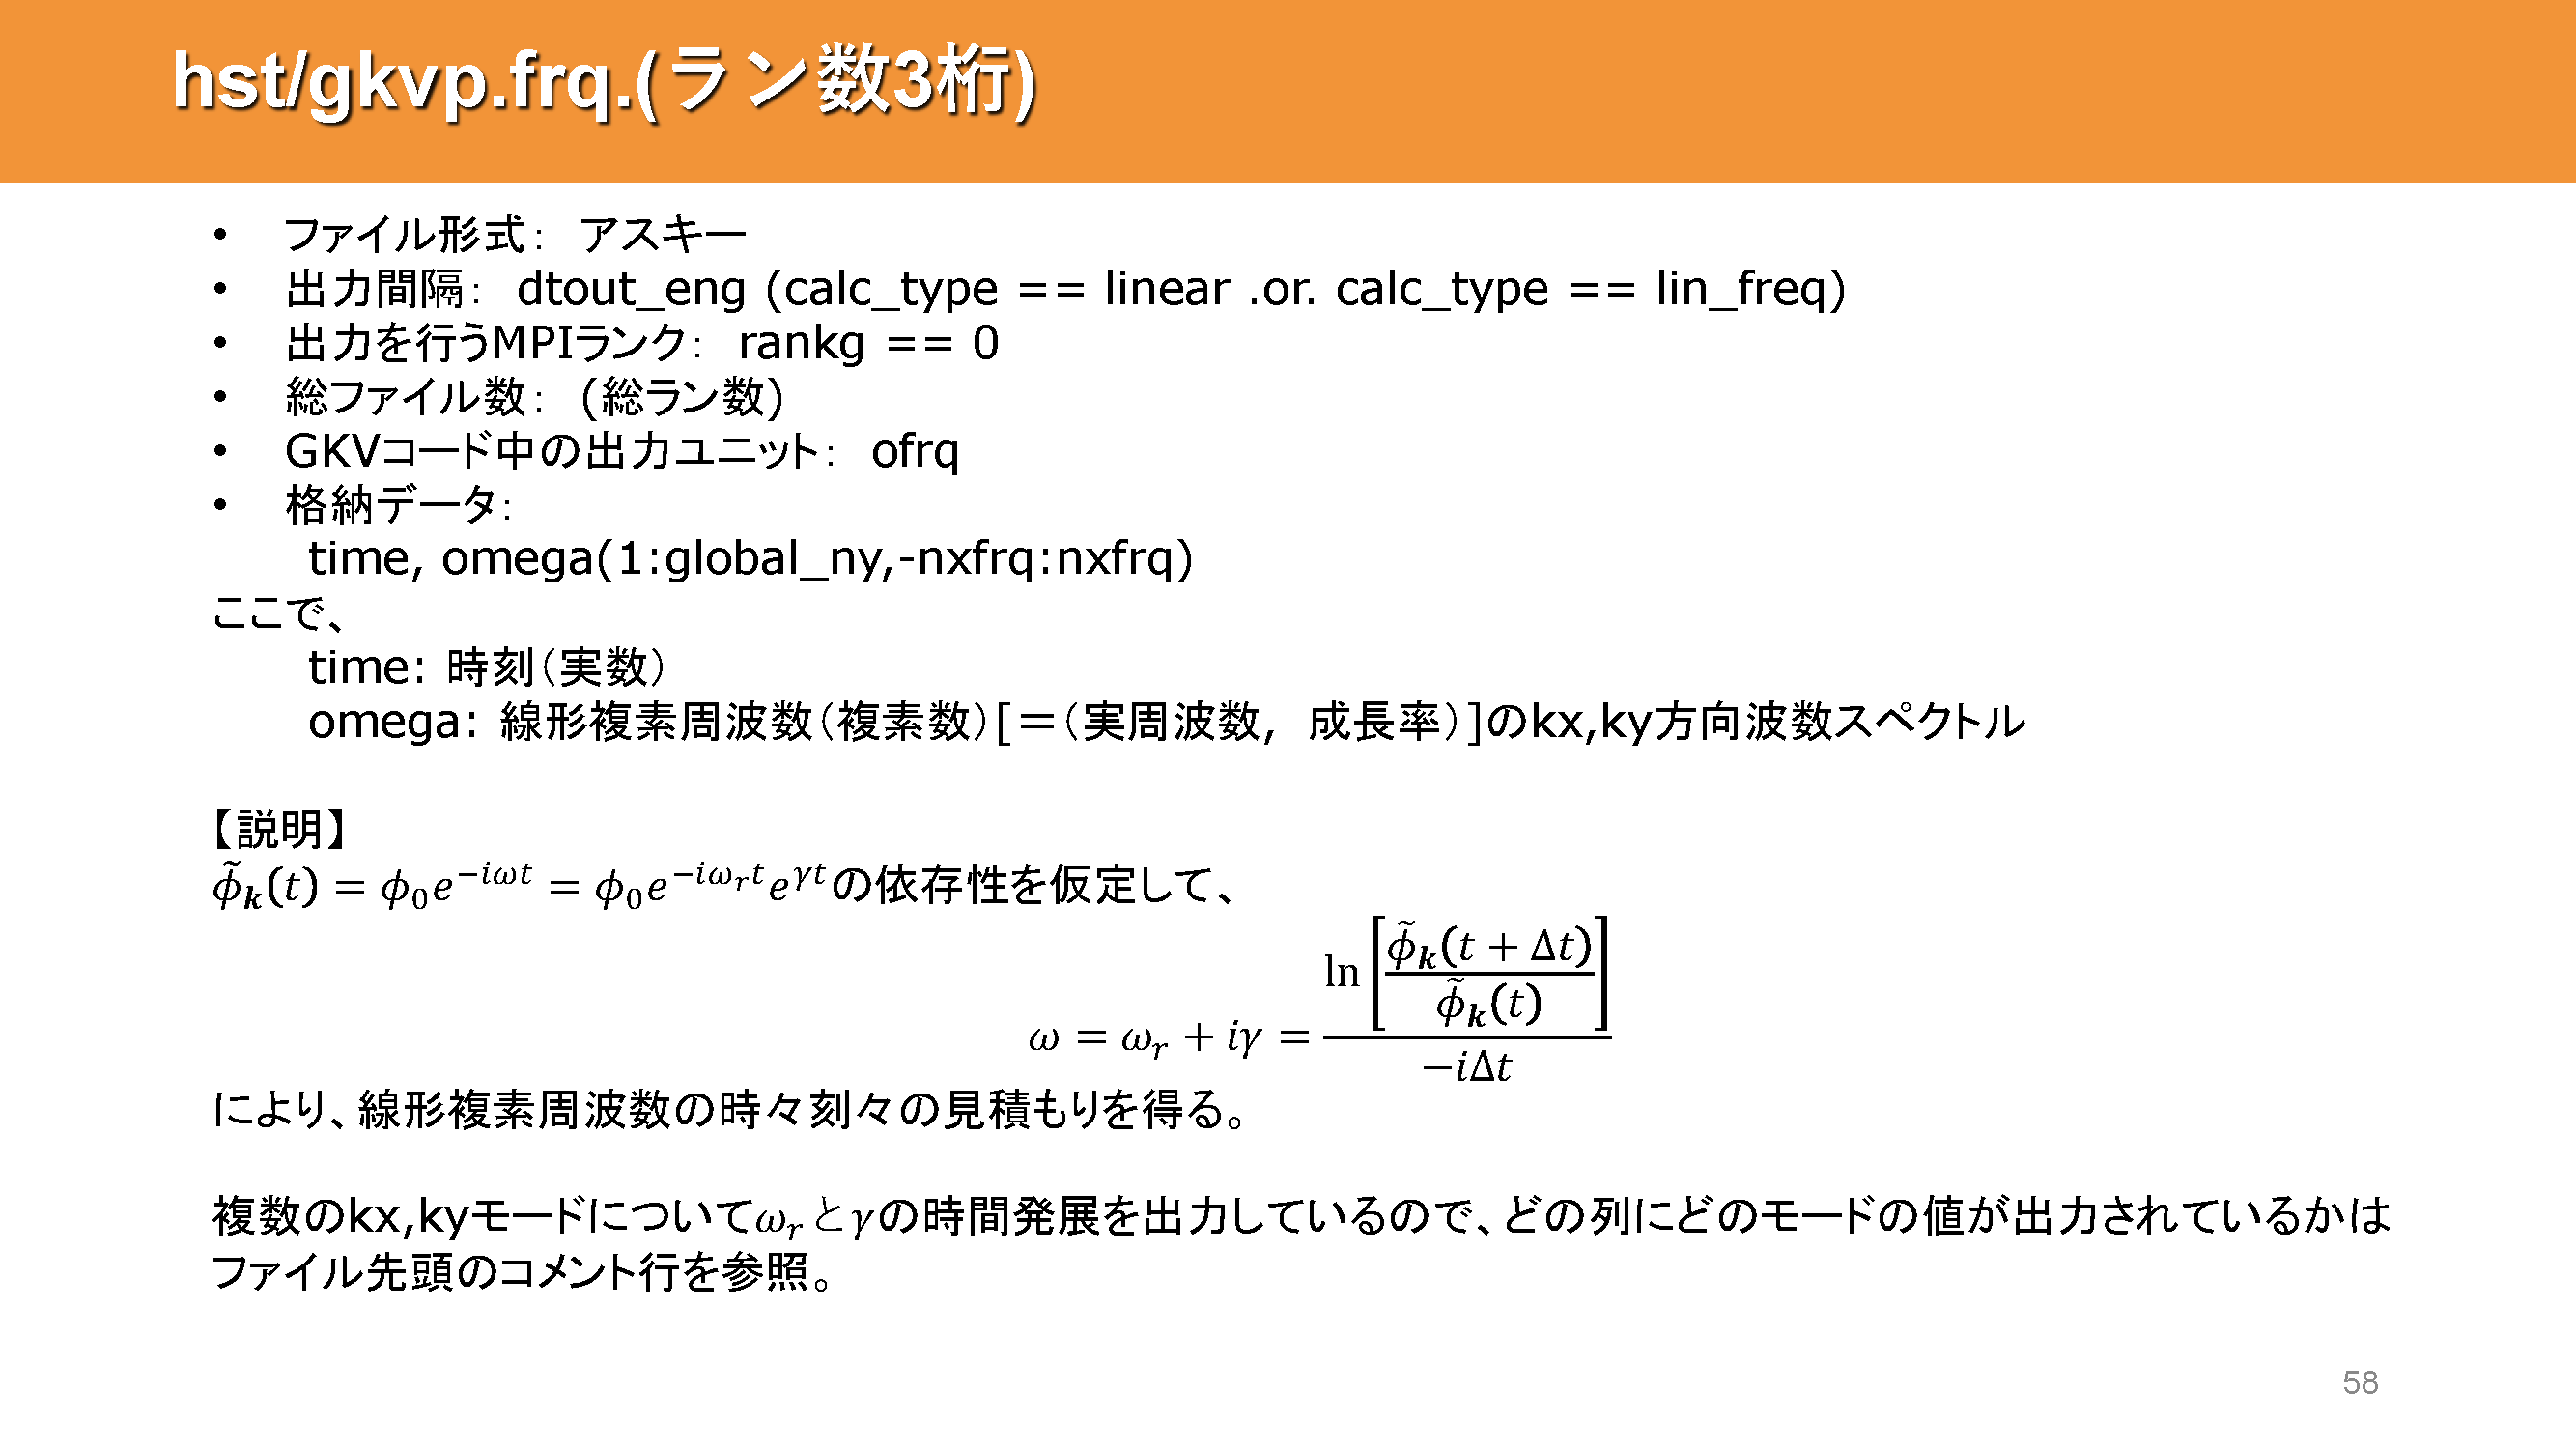 hst/gkvp.frq.(ラン数3桁)
• ファイル形式： アスキー
• 出力間隔： dtout_eng (calc_type == linear .or. calc_type == lin_freq)
• 出力を行うMPIランク： rankg == 0
• 総ファイル数： (総ラン数)
• GKVコード中の出力ユニット： ofrq
• 格納データ：
time, omega(1:global_ny,-nxfrq:nxfrq)
ここで、
time: 時刻（実数）
omega: 線形複素周波数（複素数）[＝（実周波数, 成長率）]のkx,ky方向波数スペクトル
【説明】
$\tilde{\phi}_{\boldsymbol{k}}(t) = \phi_0 e^{-i\omega t} = \phi_0 e^{-i\omega_r t} e^{\gamma t}$の依存性を仮定して、
$\omega = \omega_r + i\gamma = \frac{\ln\left[\frac{\tilde{\phi}_{\boldsymbol{k}}(t+\Delta t)}{\tilde{\phi}_{\boldsymbol{k}}(t)}\right]}{-i\Delta t}$
により、線形複素周波数の時々刻々の見積もりを得る。
複数のkx,kyモードについて$\omega_r$と$\gamma$の時間発展を出力しているので、どの列にどのモードの値が出力されているかは
ファイル先頭のコメント行を参照。
58